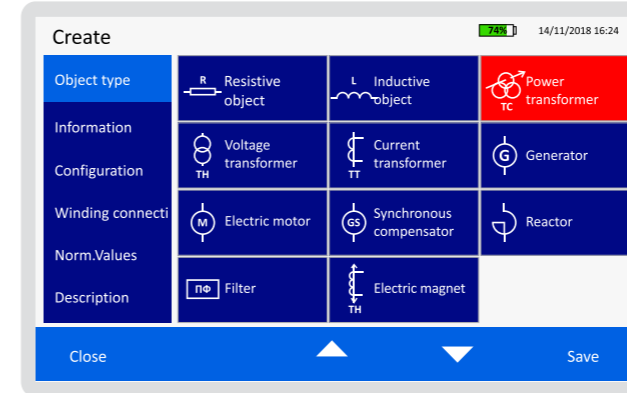 Create
74%
14/11/2018 16:24
Object type
Information
Configuration
Winding connecti
Norm.Values
Description
R
Resistive
object
L
Inductive
object
TC
Power
transformer
TH
Voltage
transformer
TT
Current
transformer
G
Generator
M
Electric motor
GS
Synchronous
compensator
Reactor
ПФ
Filter
TH
Electric magnet
Close
Save